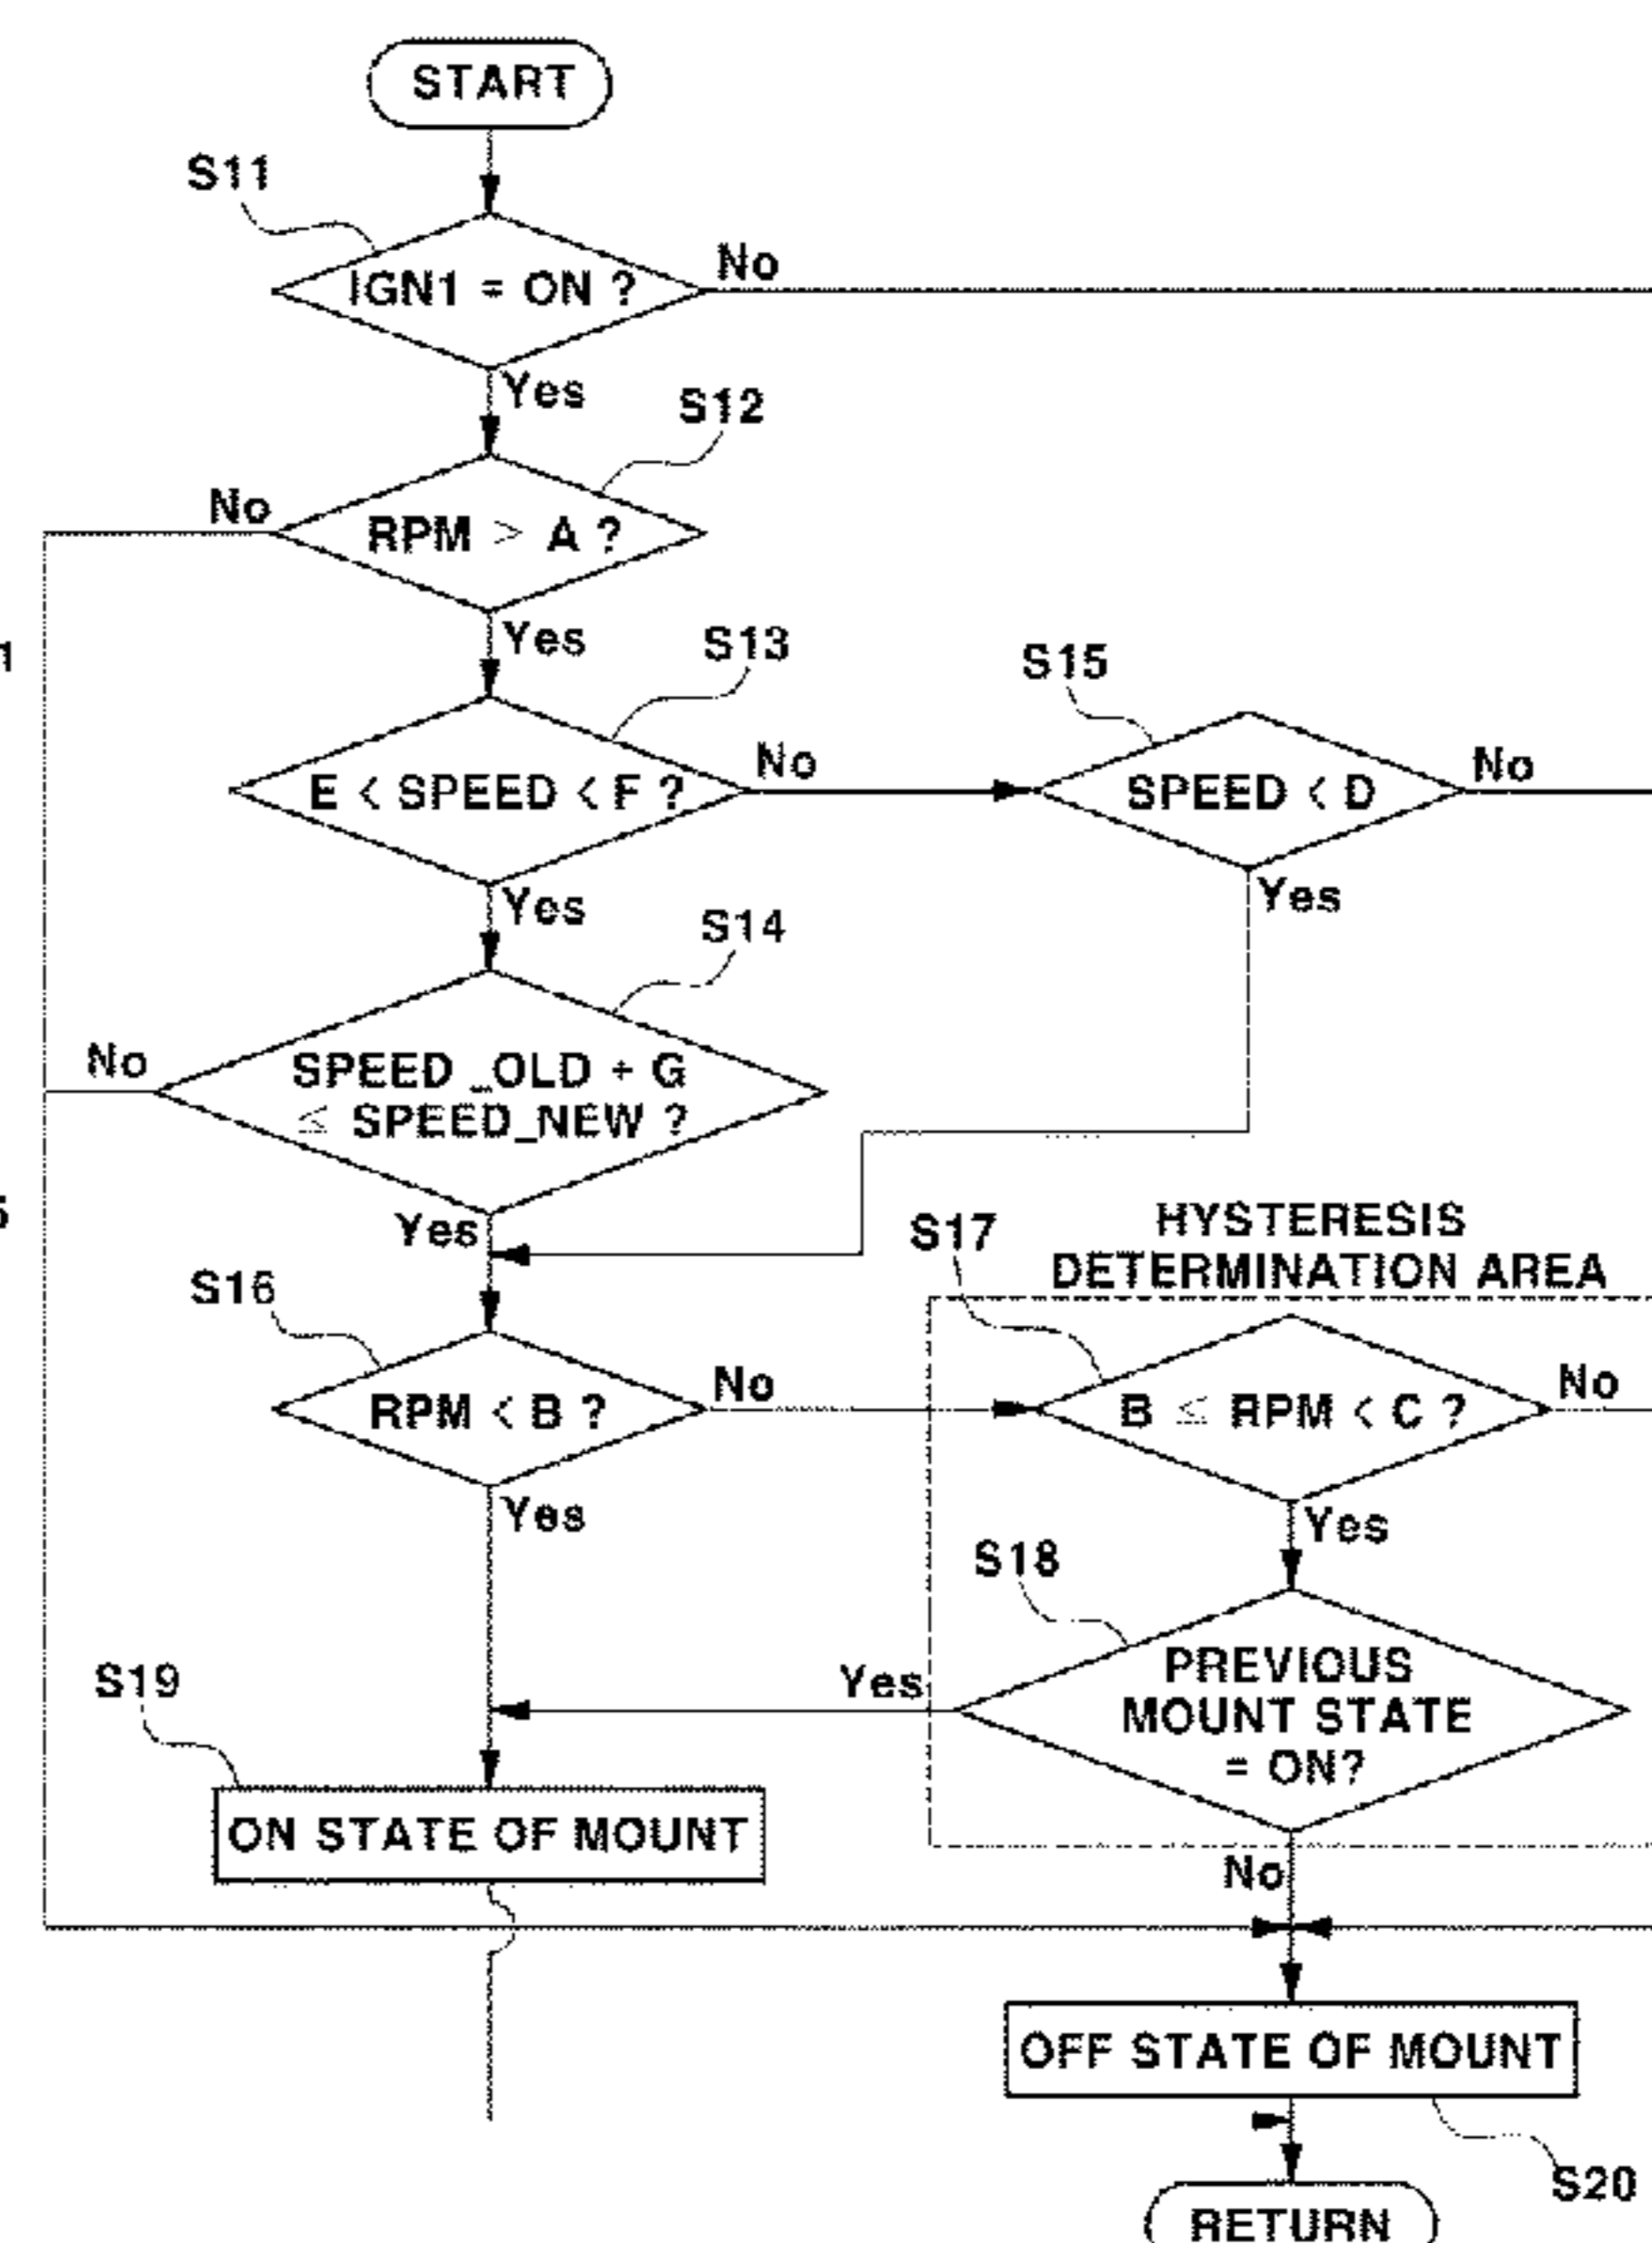 START
S11
IGN1 = ON ?
No
Yes
S12
No
RPM > A ?
Yes
1
S13
S15
E < SPEED < F ?
No
SPEED < D
No
Yes
Yes
S14
No
SPEED_OLD + G
≤ SPEED_NEW ?
Yes
S17
HYSTERESIS
DETERMINATION AREA
S16
RPM < B ?
No
B ≤ RPM < C ?
No
Yes
Yes
S18
S19
Yes
PREVIOUS
MOUNT STATE
= ON?
ON STATE OF MOUNT
No
OFF STATE OF MOUNT
S20
RETURN